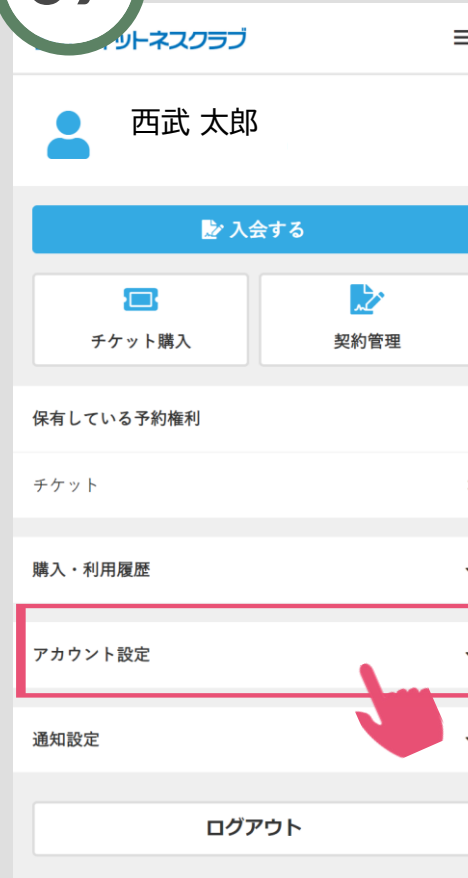 ットネスクラブ
西武 太郎
入会する
チケット購入
契約管理
保有している予約権利
チケット
購入・利用履歴
アカウント設定
通知設定
ログアウト